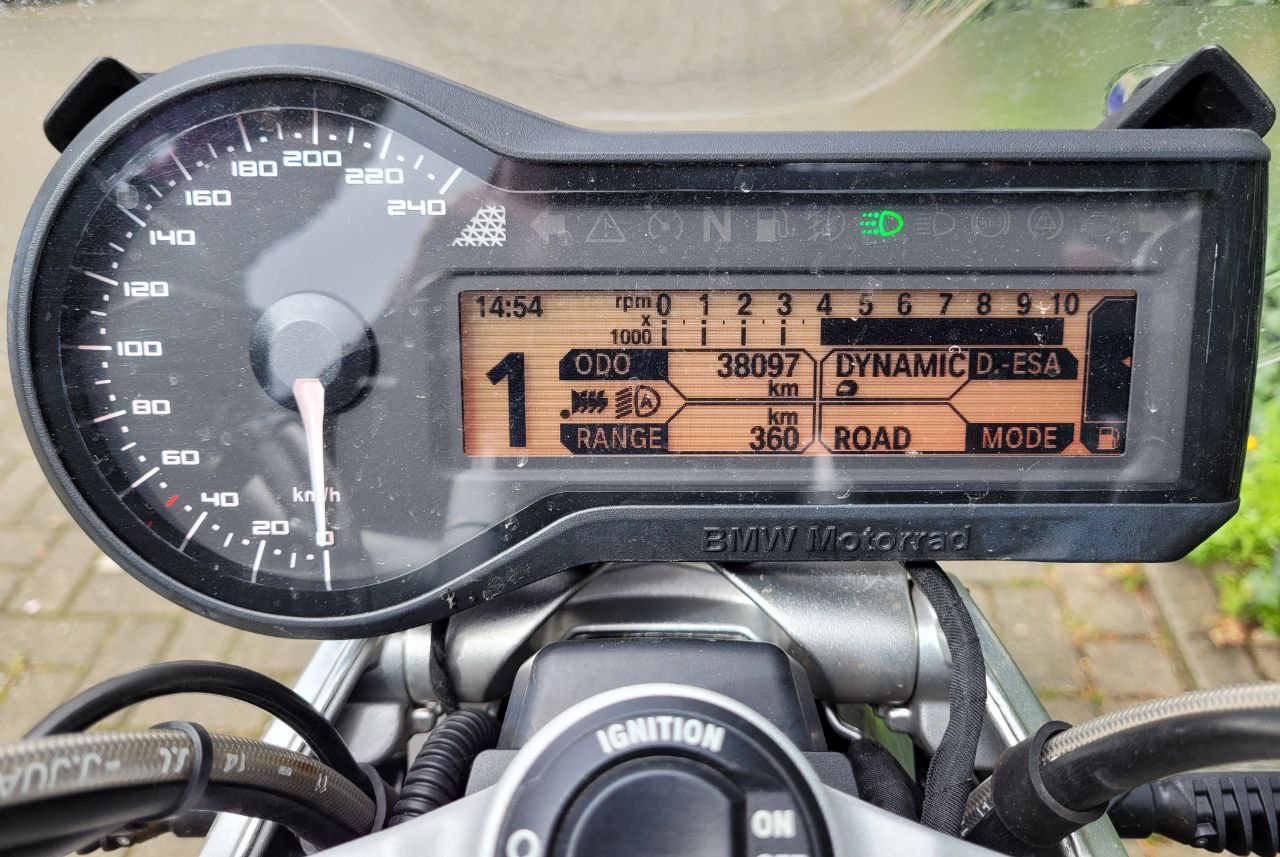 240
220
200
180
160
140
120
100
80
60
40
20
0
km/h
N
14:54
rpm 0 1 2 3 4 5 6 7 8 9 10
x
1000
1
ODO 38097 km
DYNAMIC D.-ESA
RANGE km 360
ROAD MODE
BMW Motorrad
IGNITION
ON
J.JUA
14